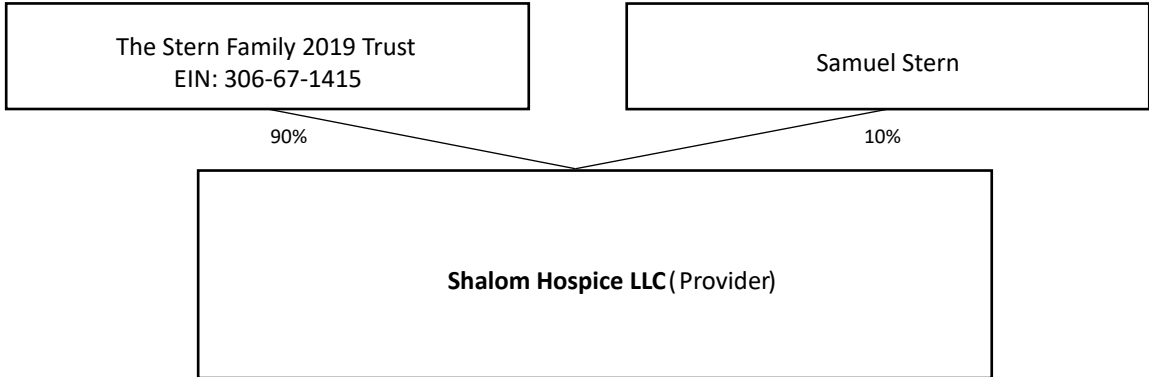 The Stern Family 2019 Trust
EIN: 306-67-1415
Samuel Stern
90%
10%
Shalom Hospice LLC (Provider)